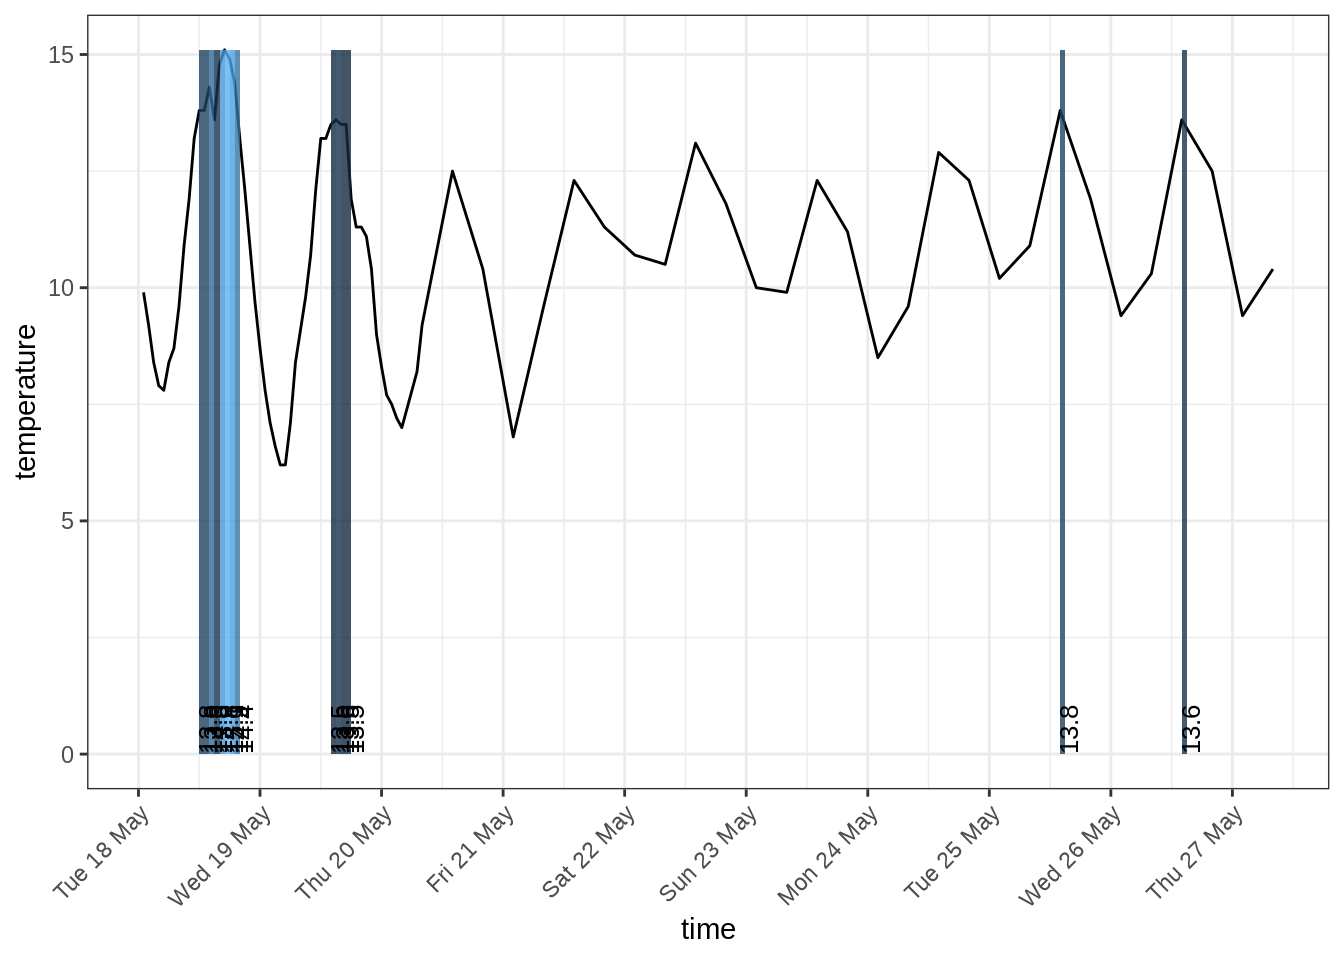 15
10
5
0
temperature
13.8
13.6
Tue 18 May
Wed 19 May
Thu 20 May
Fri 21 May
Sat 22 May
Sun 23 May
Mon 24 May
Tue 25 May
Wed 26 May
Thu 27 May
time